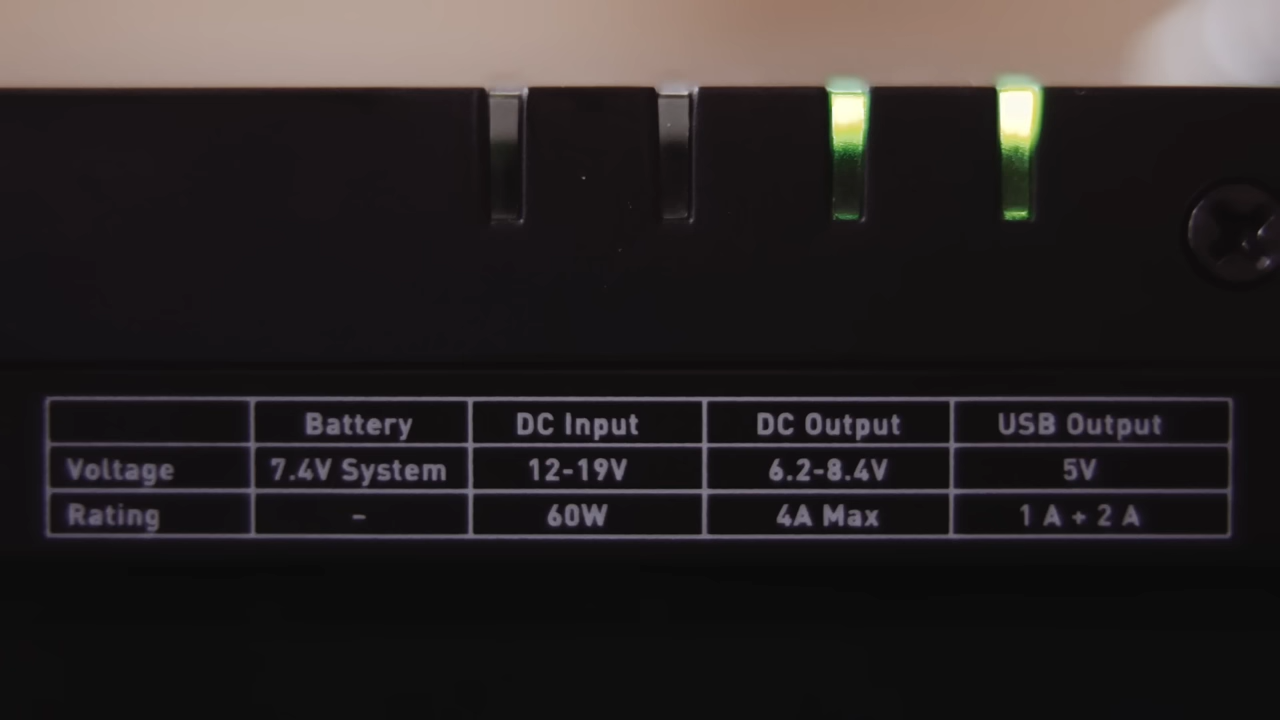 Battery DC Input DC Output USB Output
Voltage 7.4V System 12-19V 6.2-8.4V 5V
Rating - 60W 4A Max 1 A + 2 A